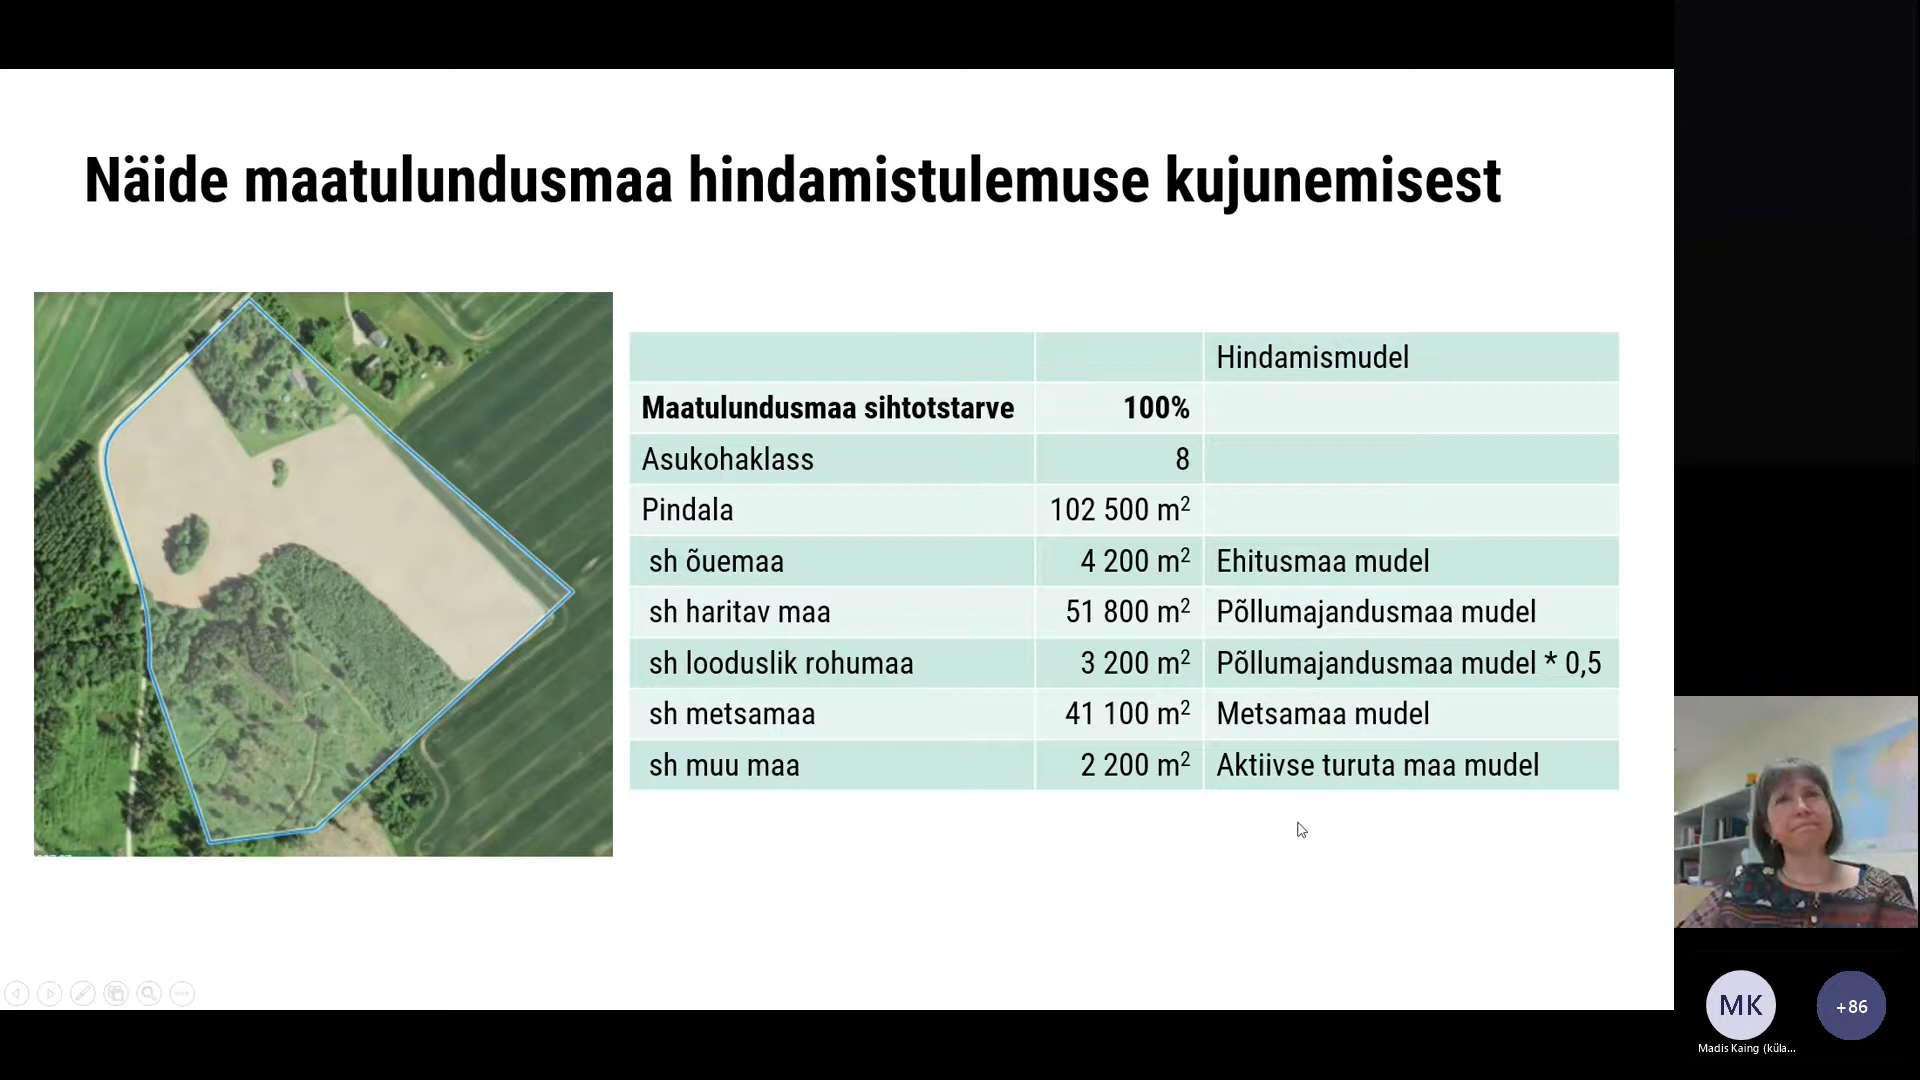 Näide maatulundusmaa hindamistulemuse kujunemisest
Hindamismudel
Maatulundusmaa sihtotstarve 100%
Asukohaklass 8
Pindala 102 500 m²
sh õuemaa 4 200 m² Ehitusmaa mudel
sh haritav maa 51 800 m² Põllumajandusmaa mudel
sh looduslik rohumaa 3 200 m² Põllumajandusmaa mudel * 0,5
sh metsamaa 41 100 m² Metsamaa mudel
sh muu maa 2 200 m² Aktiivse turuta maa mudel
MK
+86
Madis Kaing (küla...